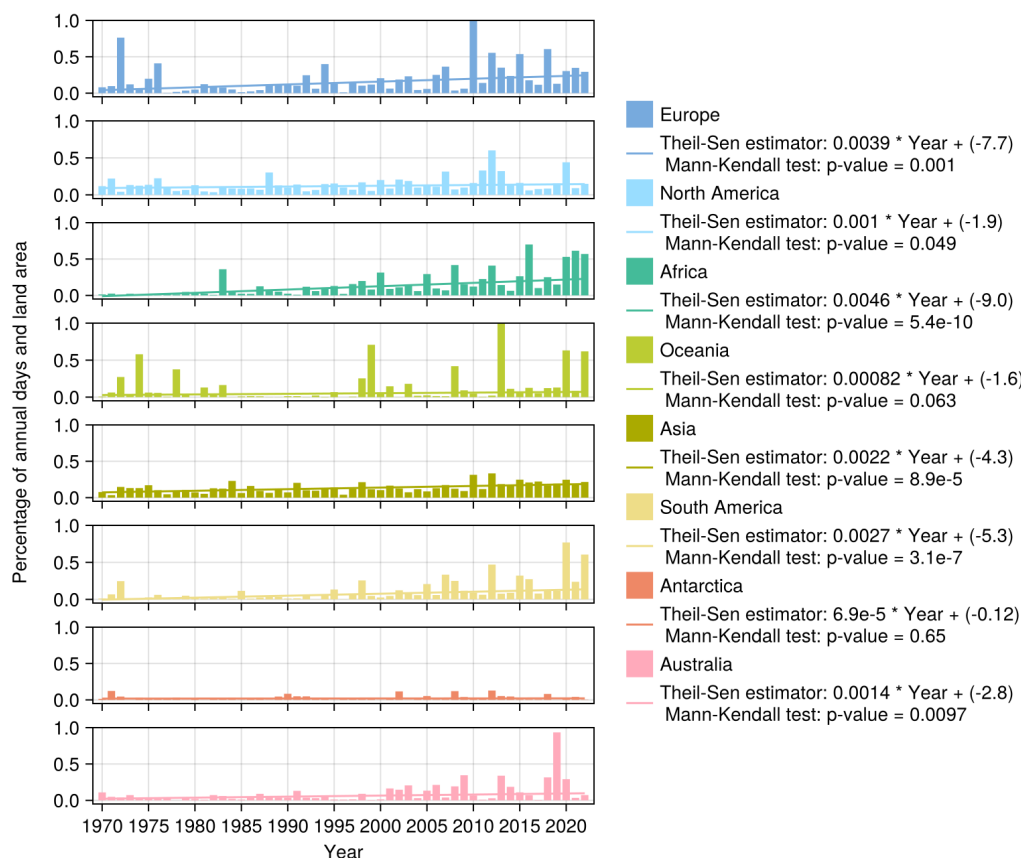 Percentage of annual days and land area
1.0
0.5
0.0
1.0
0.5
0.0
1.0
0.5
0.0
1.0
0.5
0.0
1.0
0.5
0.0
1.0
0.5
0.0
1.0
0.5
0.0
1.0
0.5
0.0
1970 1975 1980 1985 1990 1995 2000 2005 2010 2015 2020
Year
Europe
Theil-Sen estimator: 0.0039 * Year + (-7.7)
Mann-Kendall test: p-value = 0.001
North America
Theil-Sen estimator: 0.001 * Year + (-1.9)
Mann-Kendall test: p-value = 0.049
Africa
Theil-Sen estimator: 0.0046 * Year + (-9.0)
Mann-Kendall test: p-value = 5.4e-10
Oceania
Theil-Sen estimator: 0.00082 * Year + (-1.6)
Mann-Kendall test: p-value = 0.063
Asia
Theil-Sen estimator: 0.0022 * Year + (-4.3)
Mann-Kendall test: p-value = 8.9e-5
South America
Theil-Sen estimator: 0.0027 * Year + (-5.3)
Mann-Kendall test: p-value = 3.1e-7
Antarctica
Theil-Sen estimator: 6.9e-5 * Year + (-0.12)
Mann-Kendall test: p-value = 0.65
Australia
Theil-Sen estimator: 0.0014 * Year + (-2.8)
Mann-Kendall test: p-value = 0.0097